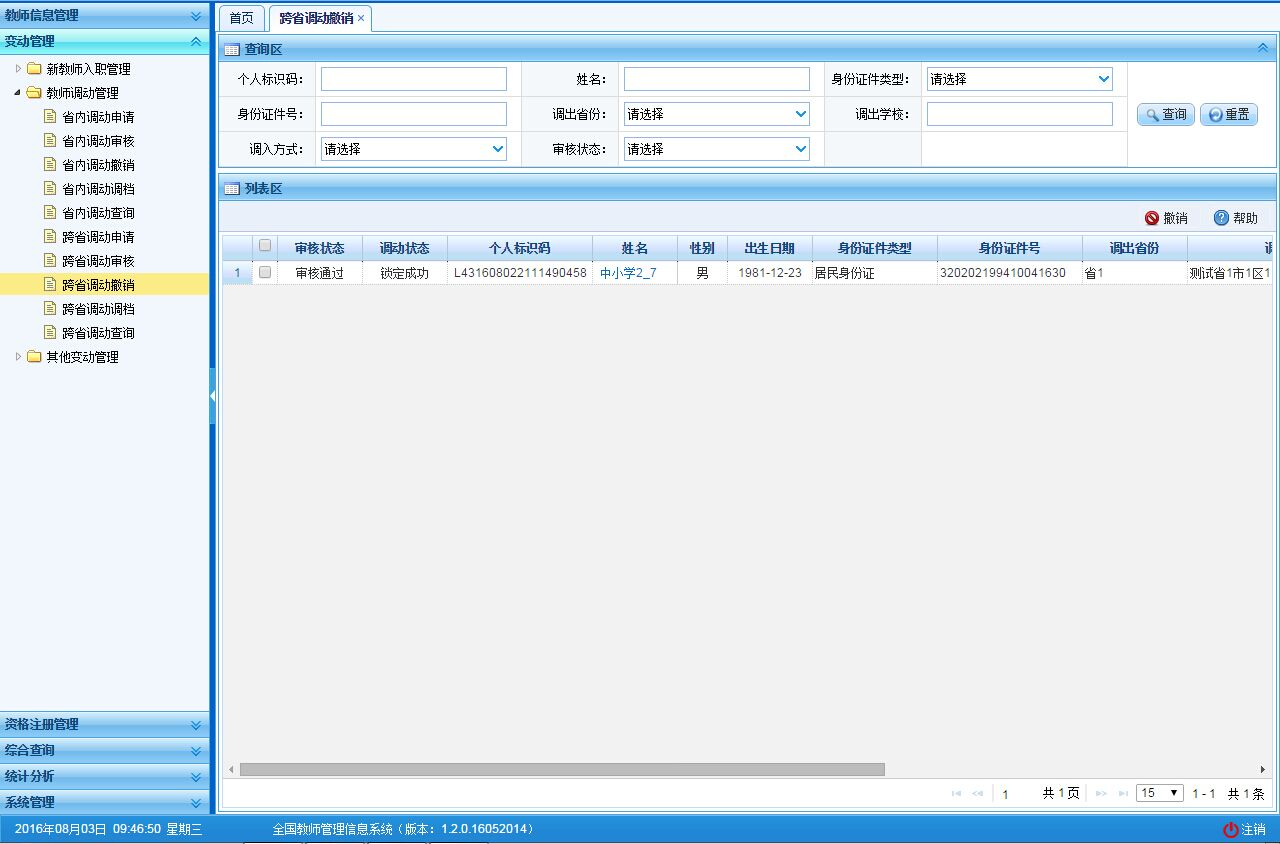 教师信息管理
变动管理
新教师入职管理
教师调动管理
省内调动申请
省内调动审核
省内调动撤销
省内调动调档
省内调动查询
跨省调动申请
跨省调动审核
跨省调动撤销
跨省调动调档
跨省调动查询
其他变动管理
资格注册管理
综合查询
统计分析
系统管理
首页 跨省调动撤销 ×
查询区
个人标识码： 姓名： 身份证件类型： 请选择
身份证件号： 调出省份： 请选择 调出学校： 查询 重置
调入方式： 请选择 审核状态： 请选择
列表区
撤销 帮助
审核状态 调动状态 个人标识码 姓名 性别 出生日期 身份证件类型 身份证件号 调出省份
1 审核通过 锁定成功 L431608022111490458 中小学2_7 男 1981-12-23 居民身份证 320202199410041630 省1 测试省1市1区1
1 共 1 页 15 1 - 1 共 1 条
2016年08月03日 09:46:50 星期三 全国教师管理信息系统（版本：1.2.0.16052014） 注销